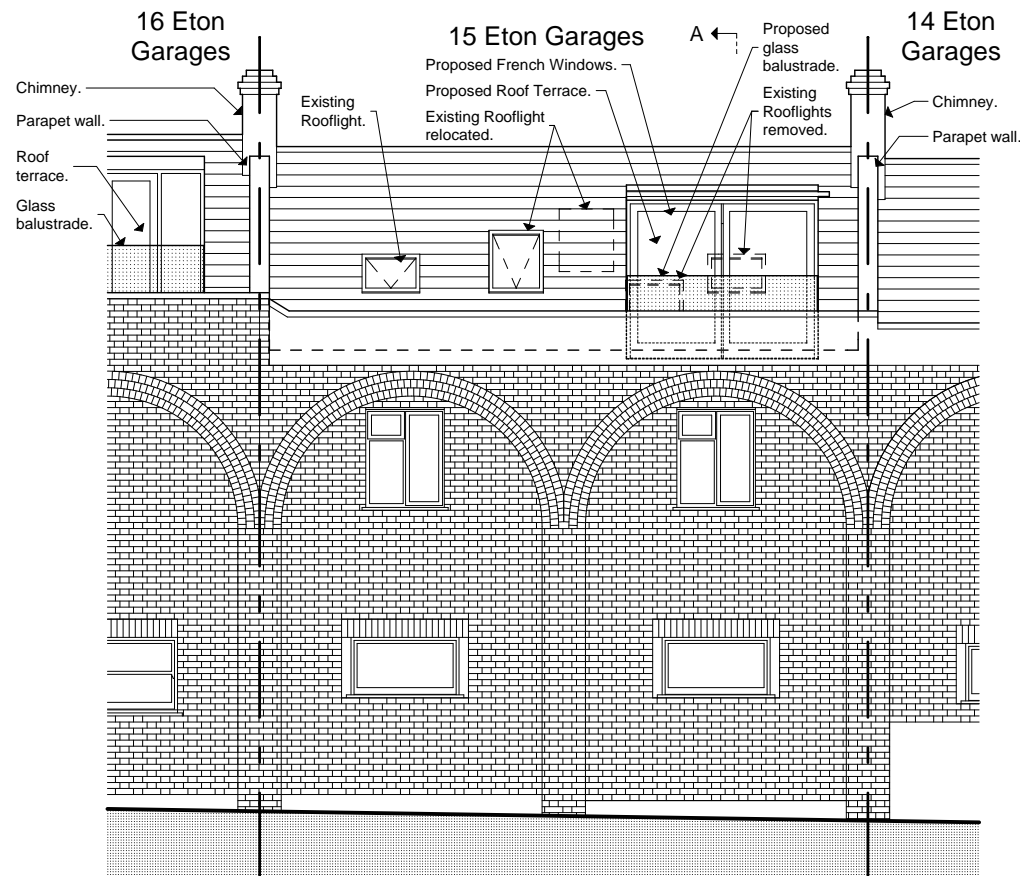 16 Eton
Garages
15 Eton Garages
A
14 Eton
Garages
Chimney.
Parapet wall.
Roof
terrace.
Glass
balustrade.
Existing
Rooflight.
Proposed French Windows.
Proposed Roof Terrace.
Existing Rooflight
relocated.
Proposed
glass
balustrade.
Existing
Rooflights
removed.
Chimney.
Parapet wall.